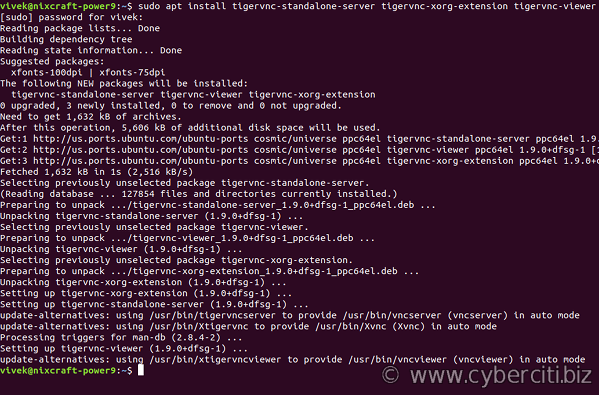 vivek@nixcraft-power9:~$ sudo apt install tigervnc-standalone-server tigervnc-xorg-extension tigervnc-viewer
[sudo] password for vivek:
Reading package lists... Done
Building dependency tree
Reading state information... Done
Suggested packages:
  xfonts-100dpi | xfonts-75dpi
The following NEW packages will be installed:
  tigervnc-standalone-server tigervnc-viewer tigervnc-xorg-extension
0 upgraded, 3 newly installed, 0 to remove and 0 not upgraded.
Need to get 1,632 kB of archives.
After this operation, 5,606 kB of additional disk space will be used.
Get:1 http://us.ports.ubuntu.com/ubuntu-ports cosmic/universe ppc64el tigervnc-standalone-server ppc64el 1.9.
Get:2 http://us.ports.ubuntu.com/ubuntu-ports cosmic/universe ppc64el tigervnc-viewer ppc64el 1.9.0+dfsg-1 [1
Get:3 http://us.ports.ubuntu.com/ubuntu-ports cosmic/universe ppc64el tigervnc-xorg-extension ppc64el 1.9.0+d
Fetched 1,632 kB in 1s (2,516 kB/s)
Selecting previously unselected package tigervnc-standalone-server.
(Reading database ... 127854 files and directories currently installed.)
Preparing to unpack .../tigervnc-standalone-server_1.9.0+dfsg-1_ppc64el.deb ...
Unpacking tigervnc-standalone-server (1.9.0+dfsg-1) ...
Selecting previously unselected package tigervnc-viewer.
Preparing to unpack .../tigervnc-viewer_1.9.0+dfsg-1_ppc64el.deb ...
Unpacking tigervnc-viewer (1.9.0+dfsg-1) ...
Selecting previously unselected package tigervnc-xorg-extension.
Preparing to unpack .../tigervnc-xorg-extension_1.9.0+dfsg-1_ppc64el.deb ...
Unpacking tigervnc-xorg-extension (1.9.0+dfsg-1) ...
Setting up tigervnc-xorg-extension (1.9.0+dfsg-1) ...
Setting up tigervnc-standalone-server (1.9.0+dfsg-1) ...
update-alternatives: using /usr/bin/tigervncserver to provide /usr/bin/vncserver (vncserver) in auto mode
update-alternatives: using /usr/bin/Xtigervnc to provide /usr/bin/Xvnc (Xvnc) in auto mode
Processing triggers for man-db (2.8.4-2) ...
Setting up tigervnc-viewer (1.9.0+dfsg-1) ...
update-alternatives: using /usr/bin/xtigervncviewer to provide /usr/bin/vncviewer (vncviewer) in auto mode
vivek@nixcraft-power9:~$
© www.cyberciti.biz